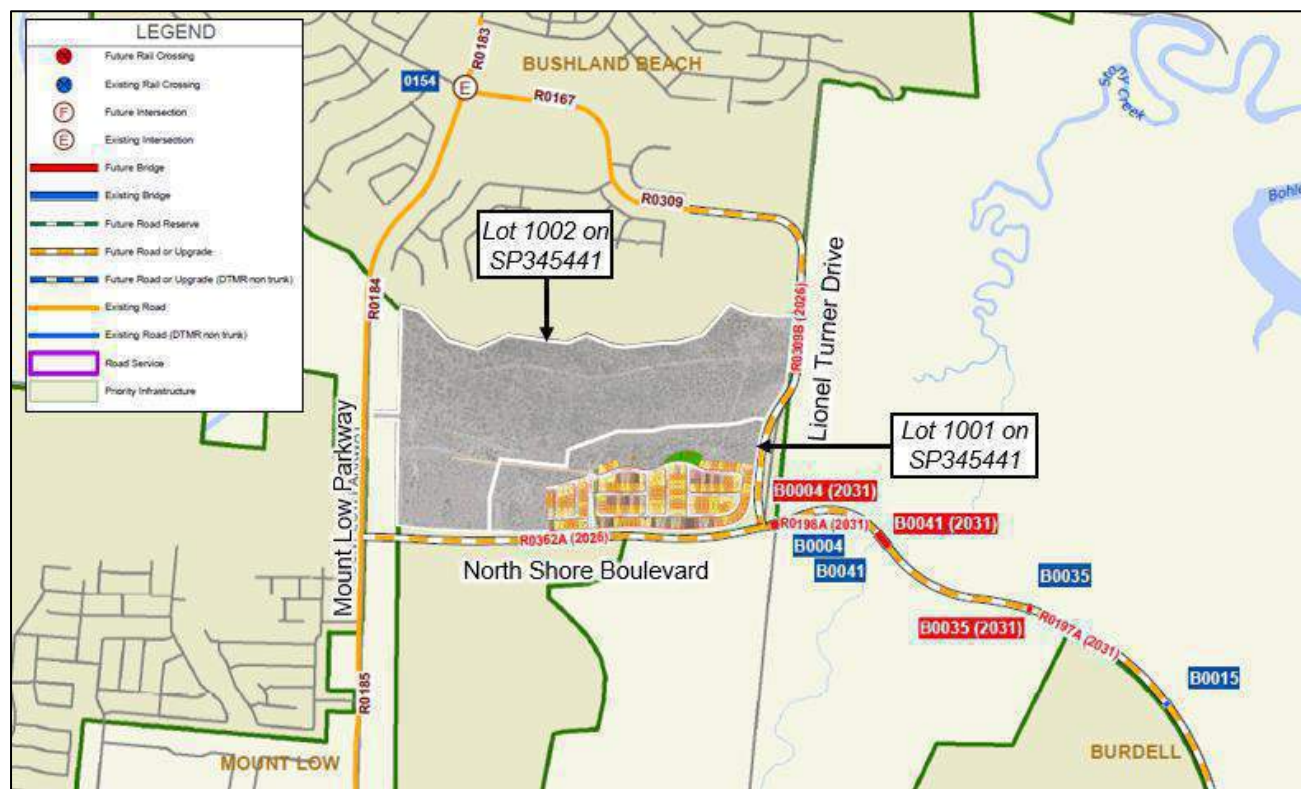 LEGEND
Future Rail Crossing
Existing Rail Crossing
F
Future Intersection
E
Existing Intersection
Future Bridge
Existing Bridge
Future Road Reserve
Future Road or Upgrade
Future Road or Upgrade (DTMR non trunk)
Existing Road
Existing Road (DTMR non trunk)
Road Service
Priority Infrastructure
R0183
BUSHLAND BEACH
0154
E
R0167
Stony Creek
R0309
Lot 1002 on
SP345441
R0184
Lionel Turner Drive
R0309B (2026)
Mount Low Parkway
Lot 1001 on
SP345441
B0004 (2031)
R0196A (2031)
B0041 (2031)
R0362A (2026)
B0004
B0041
North Shore Boulevard
B0035
B0035 (2031)
R0197A (2031)
B0015
R0185
MOUNT LOW
BURDELL